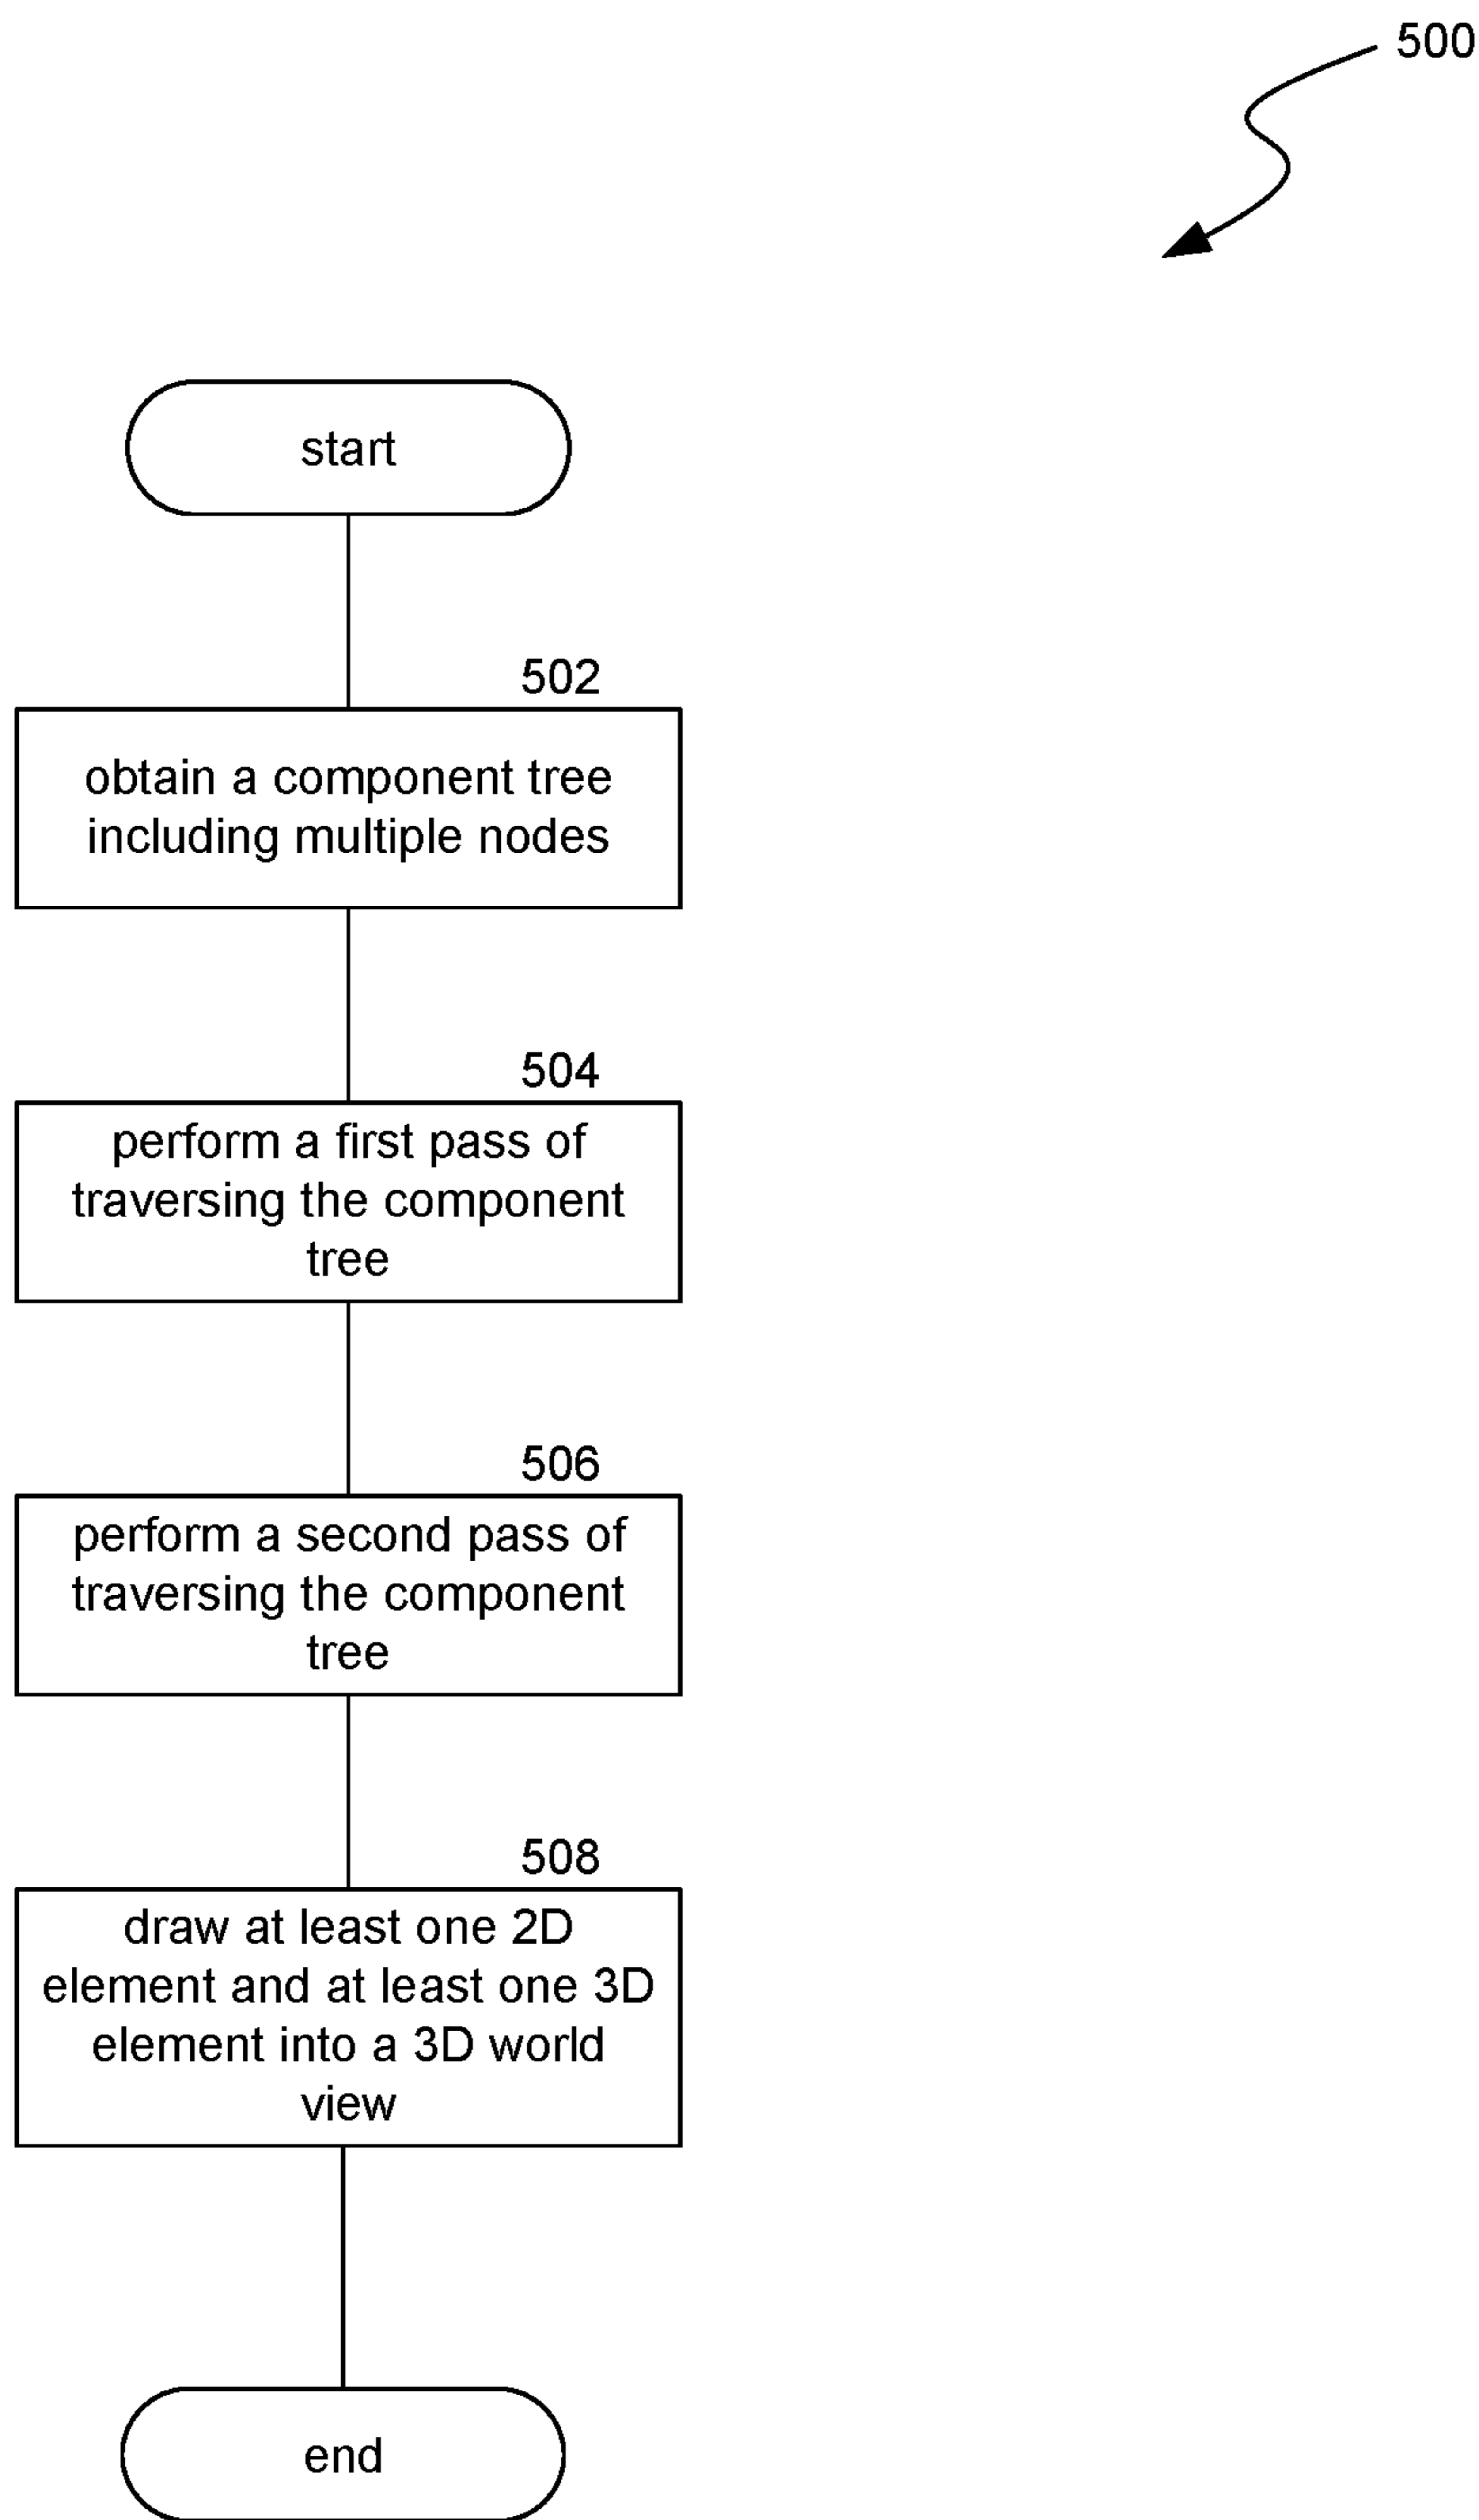 500
start
502
obtain a component tree
including multiple nodes
504
perform a first pass of
traversing the component
tree
506
perform a second pass of
traversing the component
tree
508
draw at least one 2D
element and at least one 3D
element into a 3D world
view
end